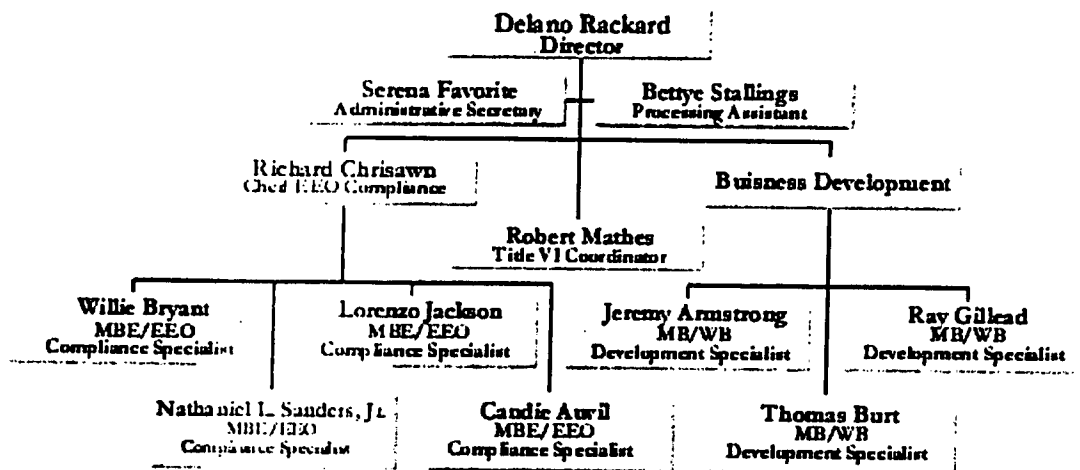 Delano Rackard
Director
Serena Favorite
Administrative Secretary
Bettye Stallings
Processing Assistant
Richard Chrisawn
Chief EEO Compliance
Buisness Development
Robert Mathes
Title VI Coordinator
Willie Bryant
MBE/EEO
Compliance Specialist
Lorenzo Jackson
MBE/EEO
Compliance Specialist
Jeremy Armstrong
MB/WB
Development Specialist
Ray Gillead
MB/WB
Development Specialist
Nathaniel L. Sanders, Jr.
MBE/EEO
Compliance Specialist
Candie
MBE/EEO
Compliance Specialist
Thomas Burt
MB/WB
Development Specialist